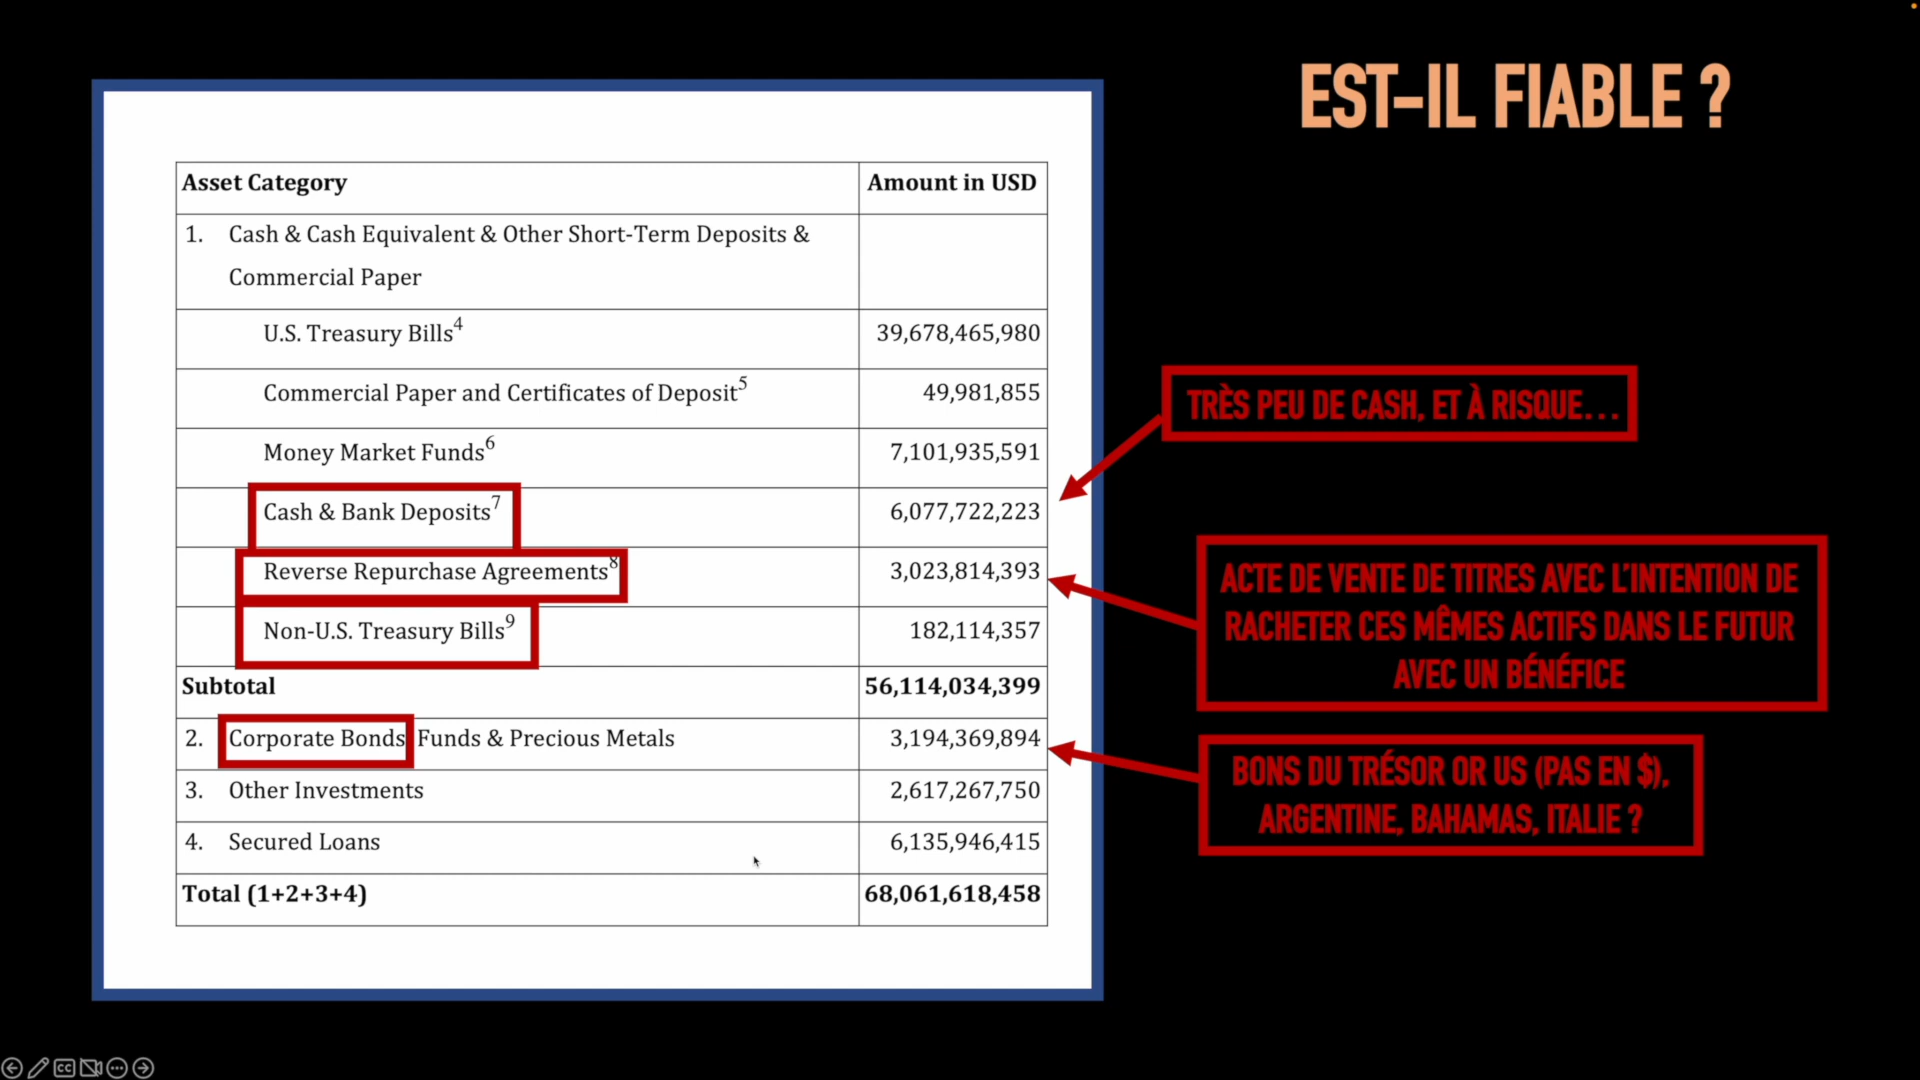 EST-IL FIABLE ?
Asset Category Amount in USD
1. Cash & Cash Equivalent & Other Short-Term Deposits &
Commercial Paper
U.S. Treasury Bills4 39,678,465,980
Commercial Paper and Certificates of Deposit5 49,981,855
Money Market Funds6 7,101,935,591
Cash & Bank Deposits7 6,077,722,223
Reverse Repurchase Agreements8 3,023,814,393
Non-U.S. Treasury Bills9 182,114,357
Subtotal 56,114,034,399
2. Corporate Bonds Funds & Precious Metals 3,194,369,894
3. Other Investments 2,617,267,750
4. Secured Loans 6,135,946,415
Total (1+2+3+4) 68,061,618,458
TRÈS PEU DE CASH, ET À RISQUE...
ACTE DE VENTE DE TITRES AVEC L'INTENTION DE
RACHETER CES MÊMES ACTIFS DANS LE FUTUR
AVEC UN BÉNÉFICE
BONS DU TRÉSOR OR US (PAS EN $),
ARGENTINE, BAHAMAS, ITALIE ?
CC